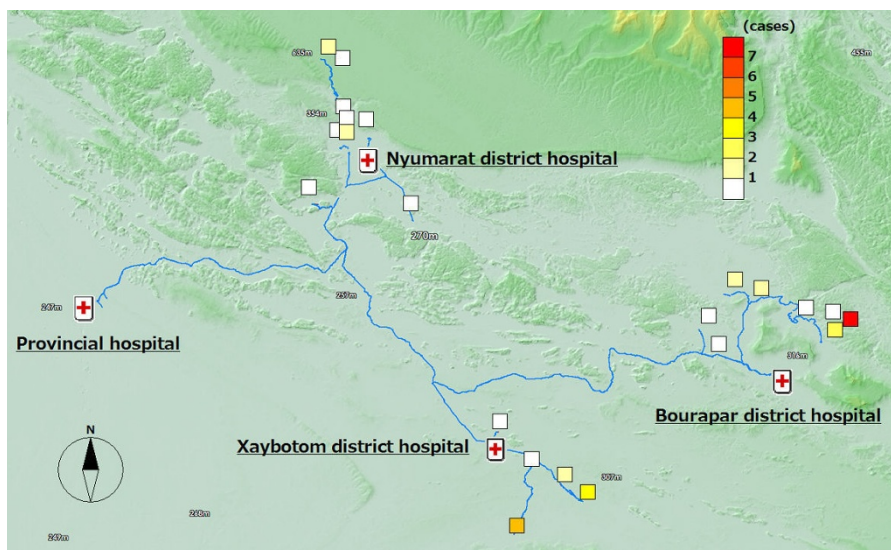 (cases)
7
6
5
4
3
2
1
635m
455m
354m
Nyumarat district hospital
270m
247m
257m
Provincial hospital
316m
Bourapar district hospital
Xaybotom district hospital
N
307m
268m
247m